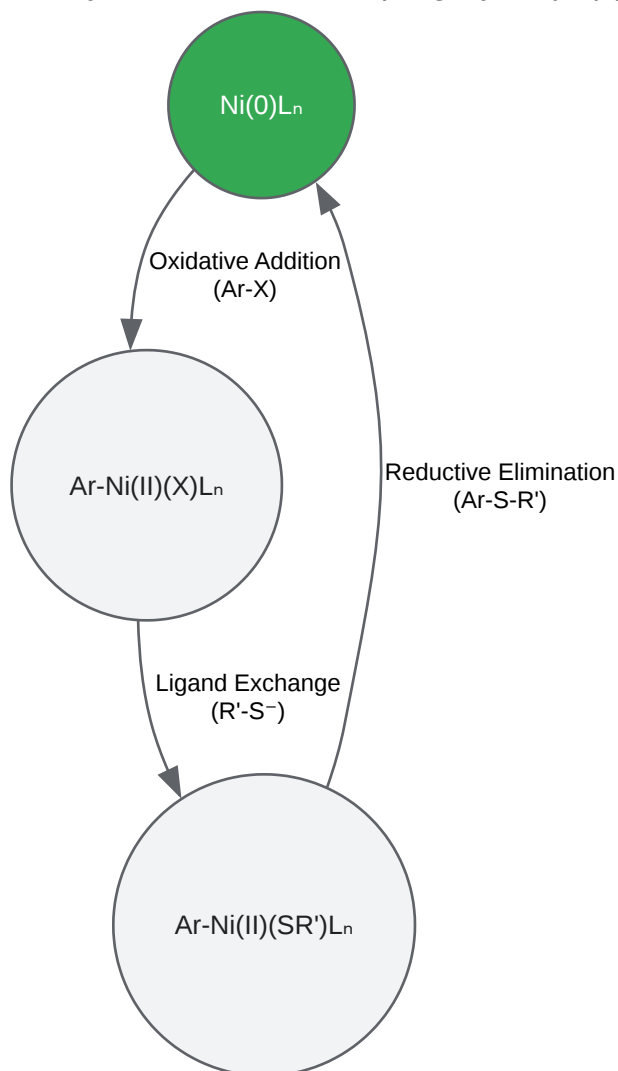 Ni(0)Lₙ
Oxidative Addition
(Ar-X)
Ar-Ni(II)(X)Lₙ
Reductive Elimination
(Ar-S-R')
Ligand Exchange
(R'-S⁻)
Ar-Ni(II)(SR')Lₙ